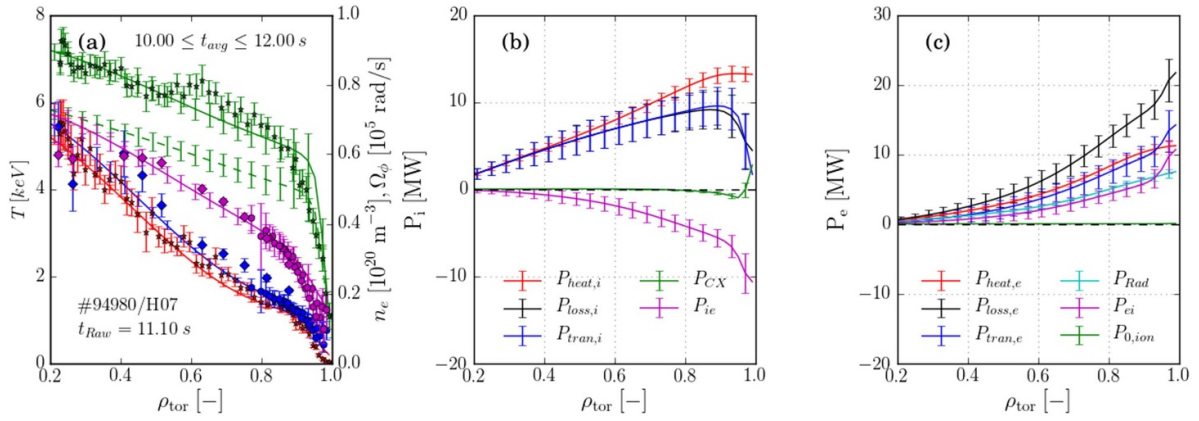 (a)
10.00 ≤ t_avg ≤ 12.00 s
#94980/H07
t_Raw = 11.10 s
T [keV]
8
6
4
2
0
0.2 0.4 0.6 0.8 1.0
ρ_tor [−]
1.0
0.8
0.6
0.4
0.2
0.0
n_e [10^20 m^−3], Ω_ϕ [10^5 rad/s]
(b)
P_i [MW]
20
10
0
−10
−20
P_heat,i P_CX
P_loss,i P_ie
P_tran,i
0.2 0.4 0.6 0.8 1.0
ρ_tor [−]
(c)
P_e [MW]
30
20
10
0
−10
−20
P_heat,e P_Rad
P_loss,e P_ei
P_tran,e P_0,ion
0.2 0.4 0.6 0.8 1.0
ρ_tor [−]